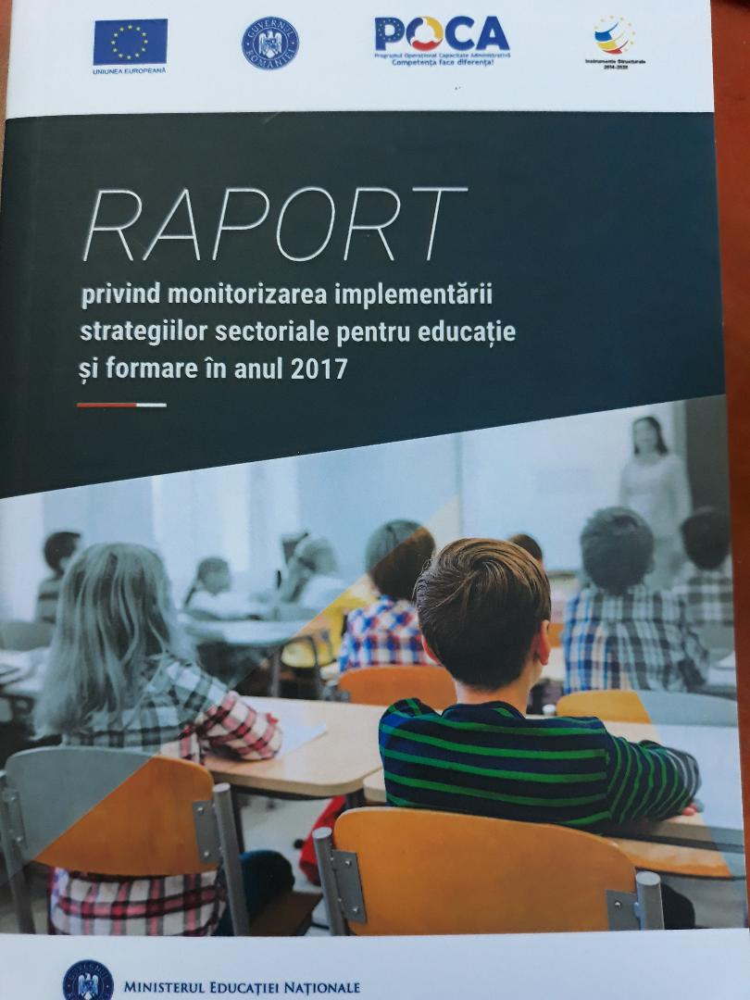 UNIUNEA EUROPEANĂ
GUVERNUL ROMÂNIEI
POCA
Programul Operațional Capacitate Administrativă
Competența face diferența!
Instrumente Structurale
2014-2020
RAPORT
privind monitorizarea implementării
strategiilor sectoriale pentru educație
și formare în anul 2017
MINISTERUL EDUCAȚIEI NAȚIONALE